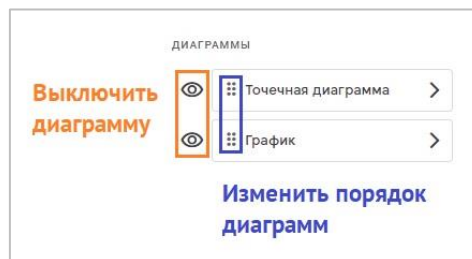 ДИАГРАММЫ
Выключить
диаграмму
Точечная диаграмма
График
Изменить порядок
диаграмм